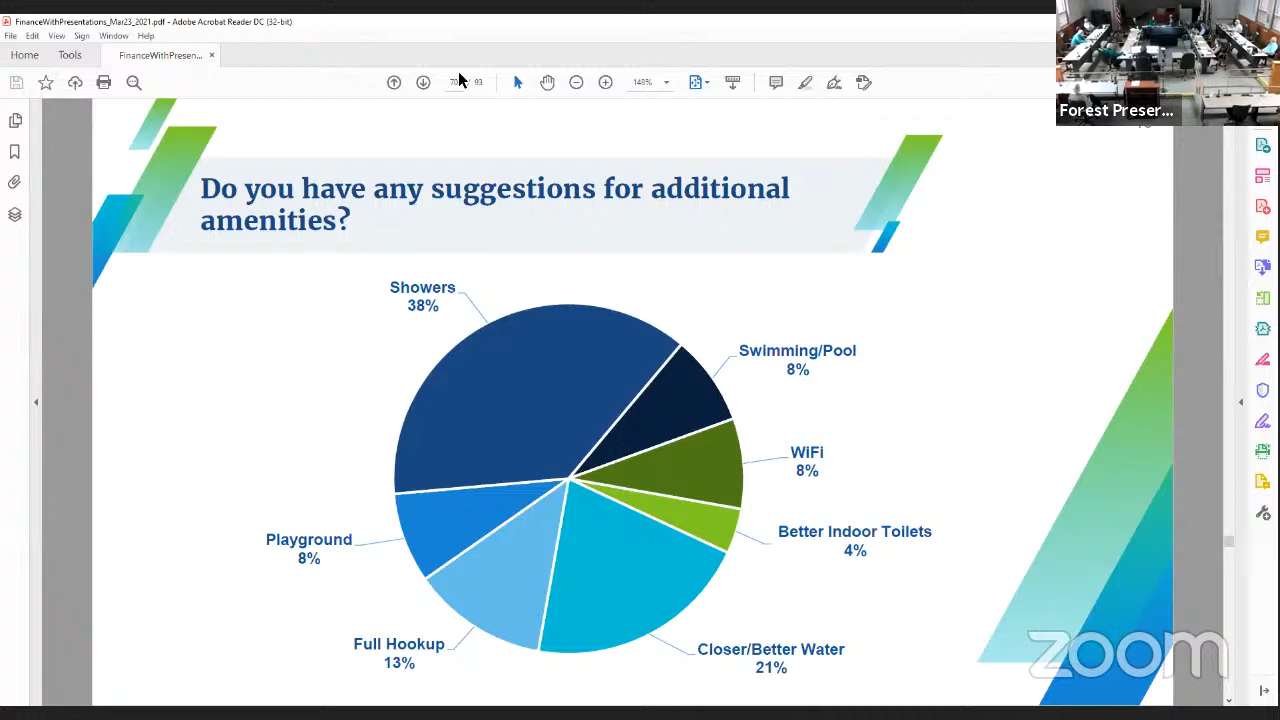 FinanceWithPresentations_Mar23_2021.pdf - Adobe Acrobat Reader DC (32-bit)
File Edit View Sign Window Help
Home Tools FinanceWithPresen... ×
93 148%
Forest Preser...
Do you have any suggestions for additional
amenities?
Showers
38%
Swimming/Pool
8%
WiFi
8%
Better Indoor Toilets
4%
Closer/Better Water
21%
Full Hookup
13%
Playground
8%
zoom